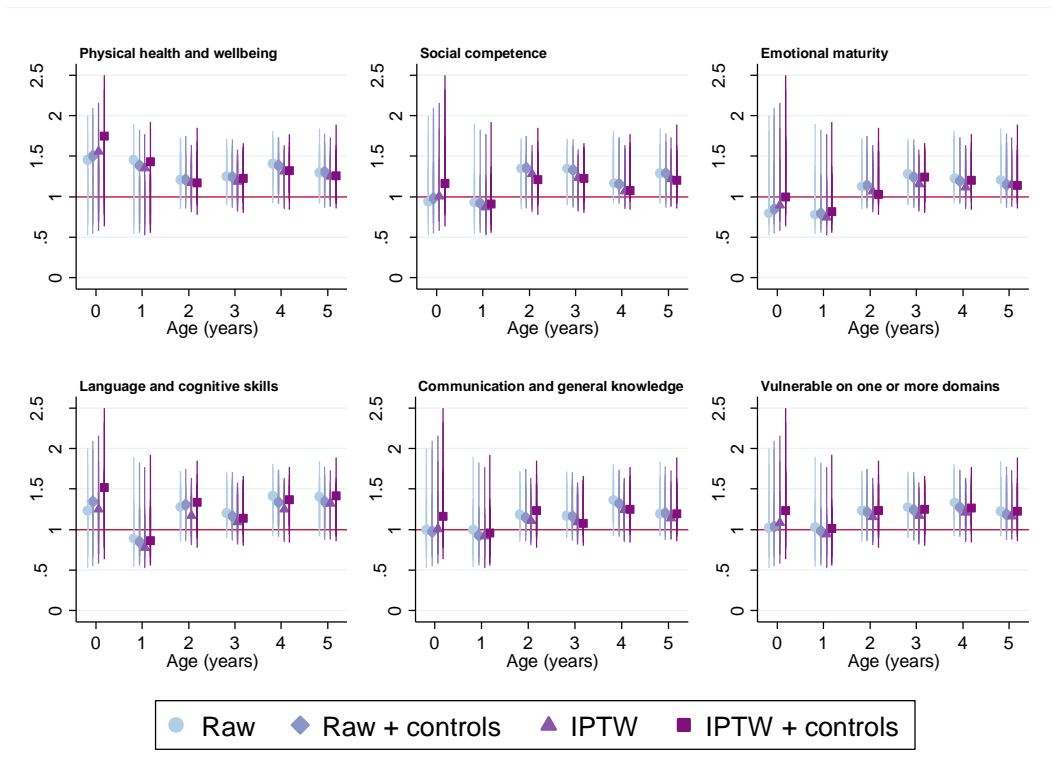 Physical health and wellbeing
2.5
2
1.5
1
.5
0
0 1 2 3 4 5
Age (years)
Social competence
2.5
2
1.5
1
.5
0
0 1 2 3 4 5
Age (years)
Emotional maturity
2.5
2
1.5
1
.5
0
0 1 2 3 4 5
Age (years)
Language and cognitive skills
2.5
2
1.5
1
.5
0
0 1 2 3 4 5
Age (years)
Communication and general knowledge
2.5
2
1.5
1
.5
0
0 1 2 3 4 5
Age (years)
Vulnerable on one or more domains
2.5
2
1.5
1
.5
0
0 1 2 3 4 5
Age (years)
Raw Raw + controls IPTW IPTW + controls